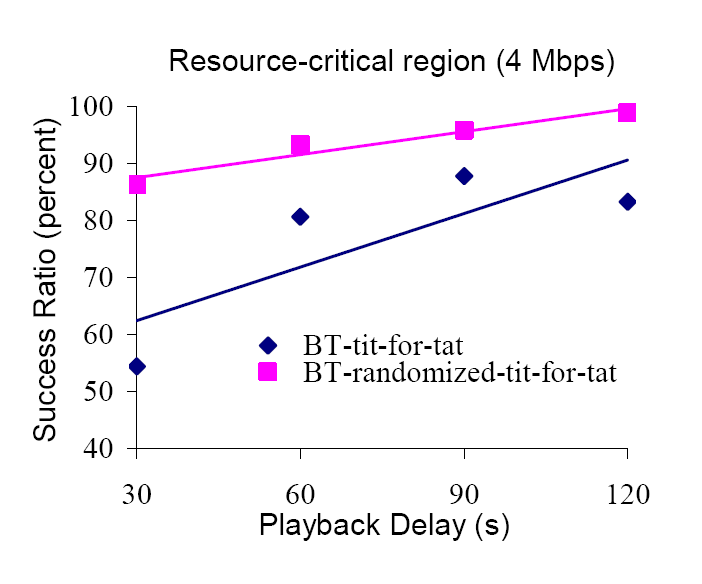 Resource-critical region (4 Mbps)
Success Ratio (percent)
100
90
80
70
60
50
40
BT-tit-for-tat
BT-randomized-tit-for-tat
30 60 90 120
Playback Delay (s)